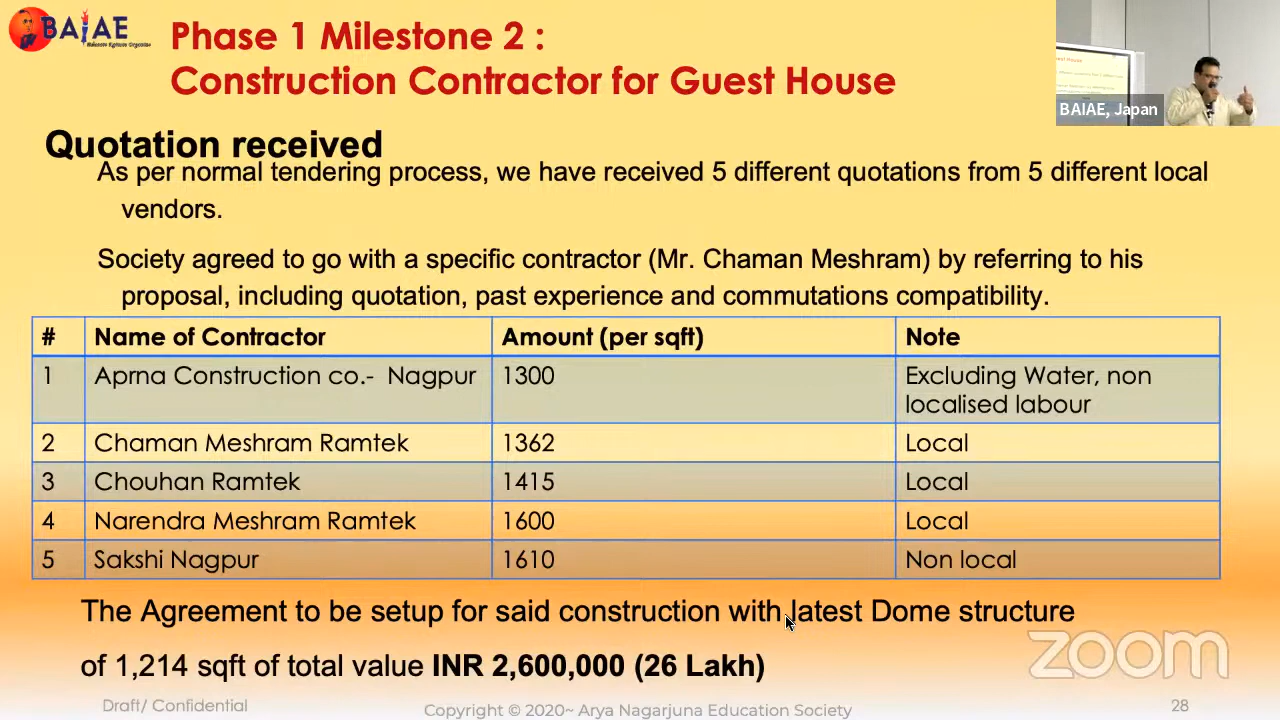 BAIAE
Phase 1 Milestone 2 :
Construction Contractor for Guest House
BAIAE, Japan
Quotation received
As per normal tendering process, we have received 5 different quotations from 5 different local
vendors.
Society agreed to go with a specific contractor (Mr. Chaman Meshram) by referring to his
proposal, including quotation, past experience and commutations compatibility.
# Name of Contractor Amount (per sqft) Note
1 Aprna Construction co.- Nagpur 1300 Excluding Water, non
localised labour
2 Chaman Meshram Ramtek 1362 Local
3 Chouhan Ramtek 1415 Local
4 Narendra Meshram Ramtek 1600 Local
5 Sakshi Nagpur 1610 Non local
The Agreement to be setup for said construction with latest Dome structure
of 1,214 sqft of total value INR 2,600,000 (26 Lakh)
zoom
Draft/ Confidential
Copyright © 2020~ Arya Nagarjuna Education Society
28